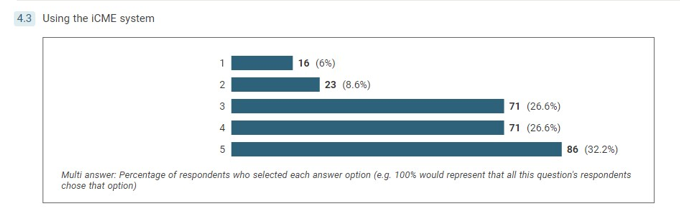 4.3 Using the iCME system
1 16 (6%)
2 23 (8.6%)
3 71 (26.6%)
4 71 (26.6%)
5 86 (32.2%)
Multi answer: Percentage of respondents who selected each answer option (e.g. 100% would represent that all this question's respondents
chose that option)